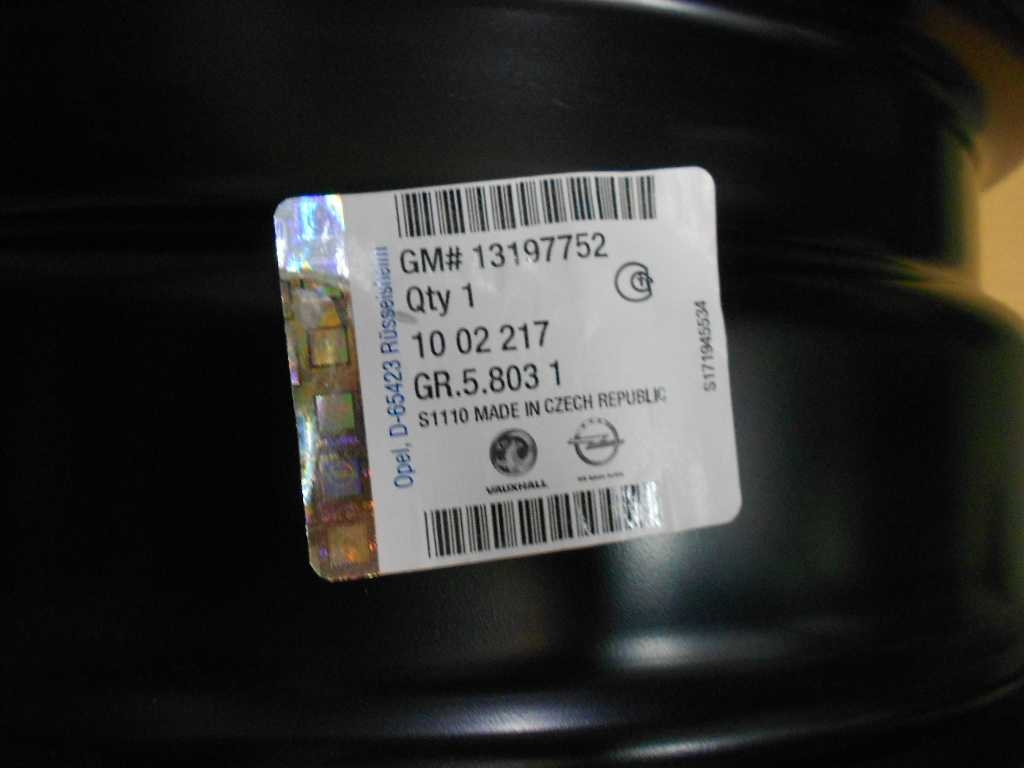 GM# 13197752
Qty 1
10 02 217
GR.5.803 1
S1110 MADE IN CZECH REPUBLIC
VAUXHALL
Opel, D-65423 Rüsselsheim
S171945534